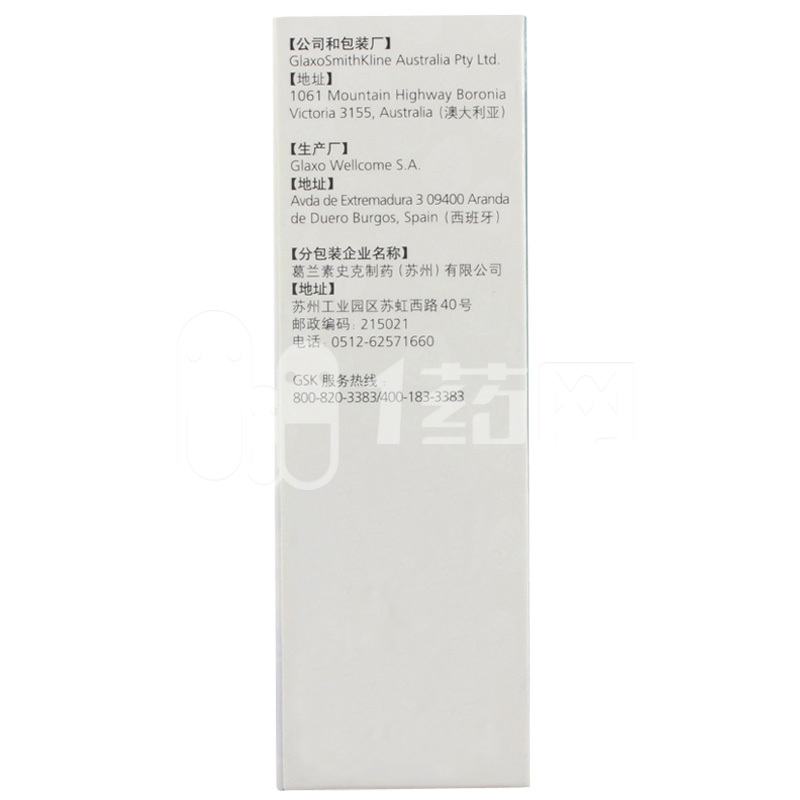 【公司和包装厂】
GlaxoSmithKline Australia Pty Ltd.
【地址】
1061 Mountain Highway Boronia
Victoria 3155, Australia (澳大利亚)
【生产厂】
Glaxo Wellcome S.A.
【地址】
Avda de Extremadura 3 09400 Aranda
de Duero Burgos, Spain (西班牙)
【分包装企业名称】
葛兰素史克制药(苏州)有限公司
【地址】
苏州工业园区苏虹西路40号
邮政编码: 215021
电话: 0512-62571660
GSK 服务热线:
800-820-3383/400-183-3383
1药网